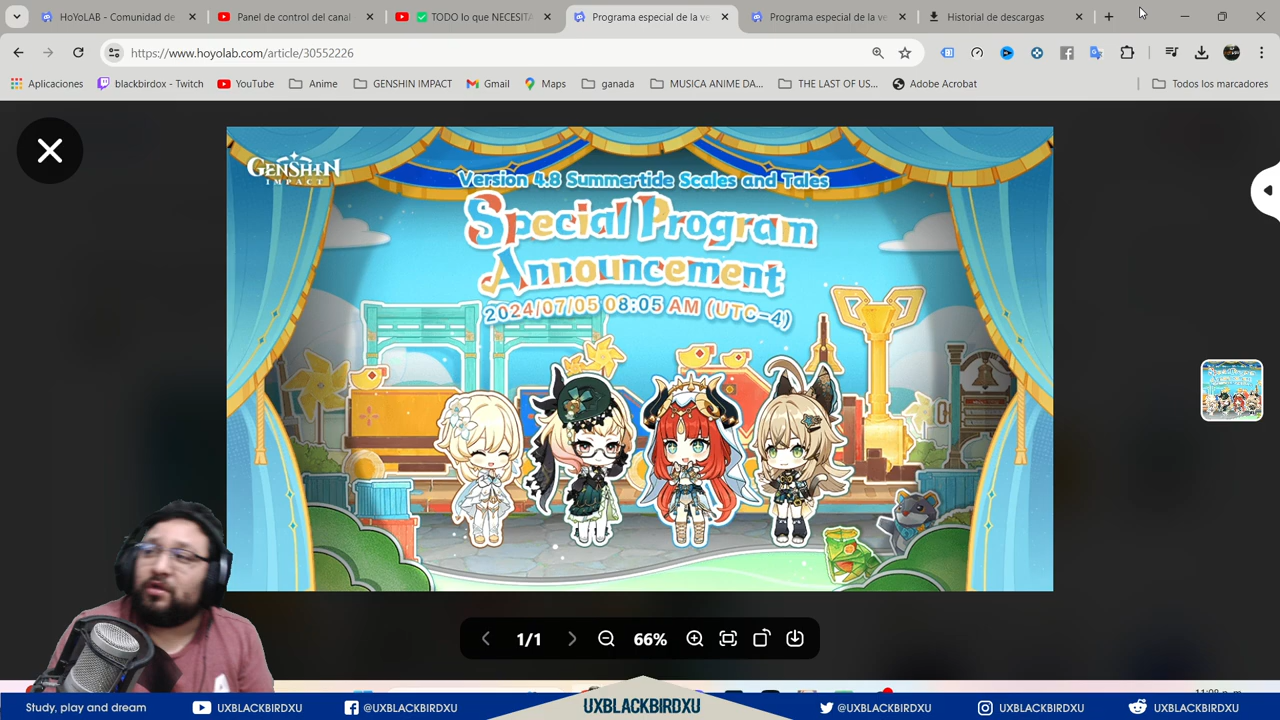 HoYoLAB - Comunidad de
Panel de control del canal
TODO lo que NECESITA
Programa especial de la ve
Programa especial de la ve
Historial de descargas
https://www.hoyolab.com/article/30552226
Aplicaciones
blackbirdox - Twitch
YouTube
Anime
GENSHIN IMPACT
Gmail
Maps
ganada
MUSICA ANIME DA...
THE LAST OF US...
Adobe Acrobat
Todos los marcadores
GENSHIN
IMPACT
Version 4.8 Summertide Scales and Tales
Special Program
Announcement
2024/07/05 08:05 AM (UTC-4)
1/1
66%
Study, play and dream
UXBLACKBIRDXU
@UXBLACKBIRDXU
UXBLACKBIRDXU
@UXBLACKBIRDXU
UXBLACKBIRDXU
UXBLACKBIRDXU